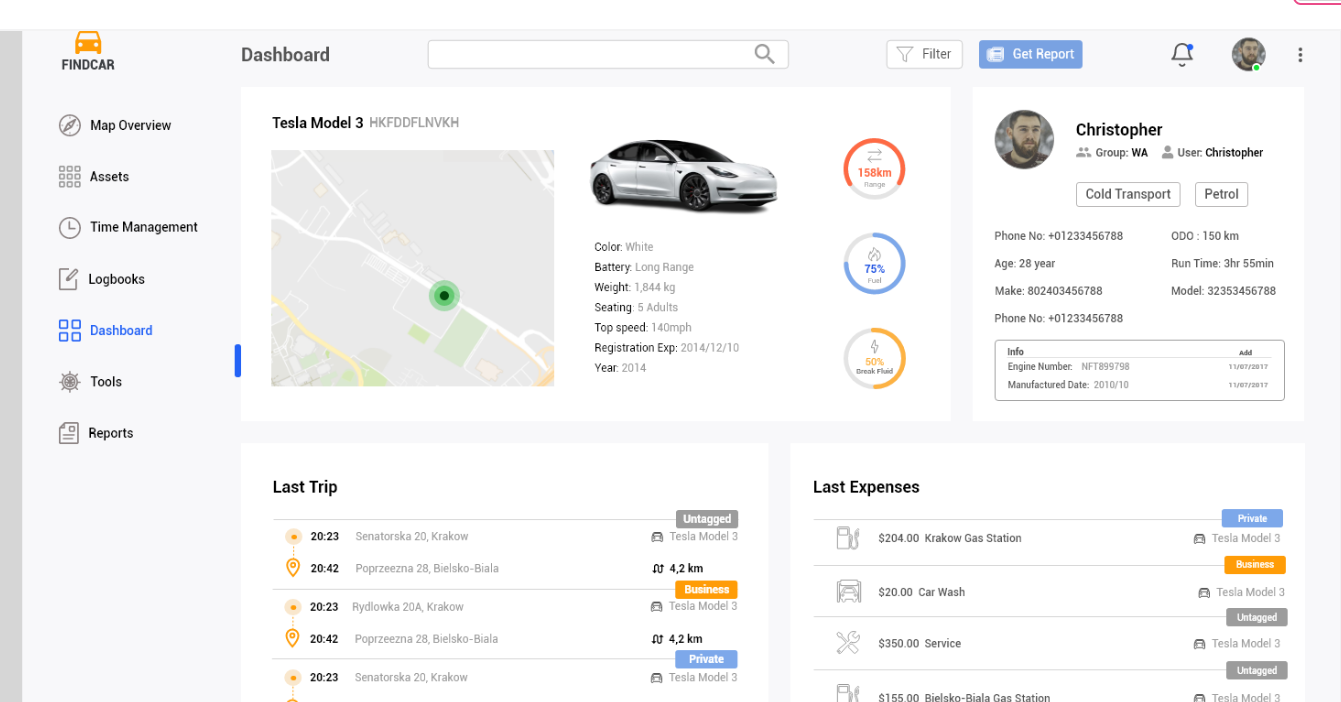 FINDCAR
Dashboard
Filter
Get Report
Map Overview
Assets
Time Management
Logbooks
Dashboard
Tools
Reports
Tesla Model 3 HKFDDFLNVKH
Color: White
Battery: Long Range
Weight: 1,844 kg
Seating: 5 Adults
Top speed: 140mph
Registration Exp: 2014/12/10
Year: 2014
158km
Range
75%
Fuel
50%
Break Fluid
Christopher
Group: WA User: Christopher
Cold Transport Petrol
Phone No: +01233456788 ODO : 150 km
Age: 28 year Run Time: 3hr 55min
Make: 802403456788 Model: 32353456788
Phone No: +01233456788
Info Add
Engine Number: NFT899798 11/07/2017
Manufactured Date: 2010/10 11/07/2017
Last Trip
Untagged
20:23 Senatorska 20, Krakow Tesla Model 3
20:42 Poprzeezna 28, Bielsko-Biala 4,2 km
Business
20:23 Rydlowka 20A, Krakow Tesla Model 3
20:42 Poprzeezna 28, Bielsko-Biala 4,2 km
Private
20:23 Senatorska 20, Krakow Tesla Model 3
Last Expenses
Private
$204.00 Krakow Gas Station Tesla Model 3
Business
$20.00 Car Wash Tesla Model 3
Untagged
$350.00 Service Tesla Model 3
Untagged
$155.00 Bielsko-Biala Gas Station Tesla Model 3